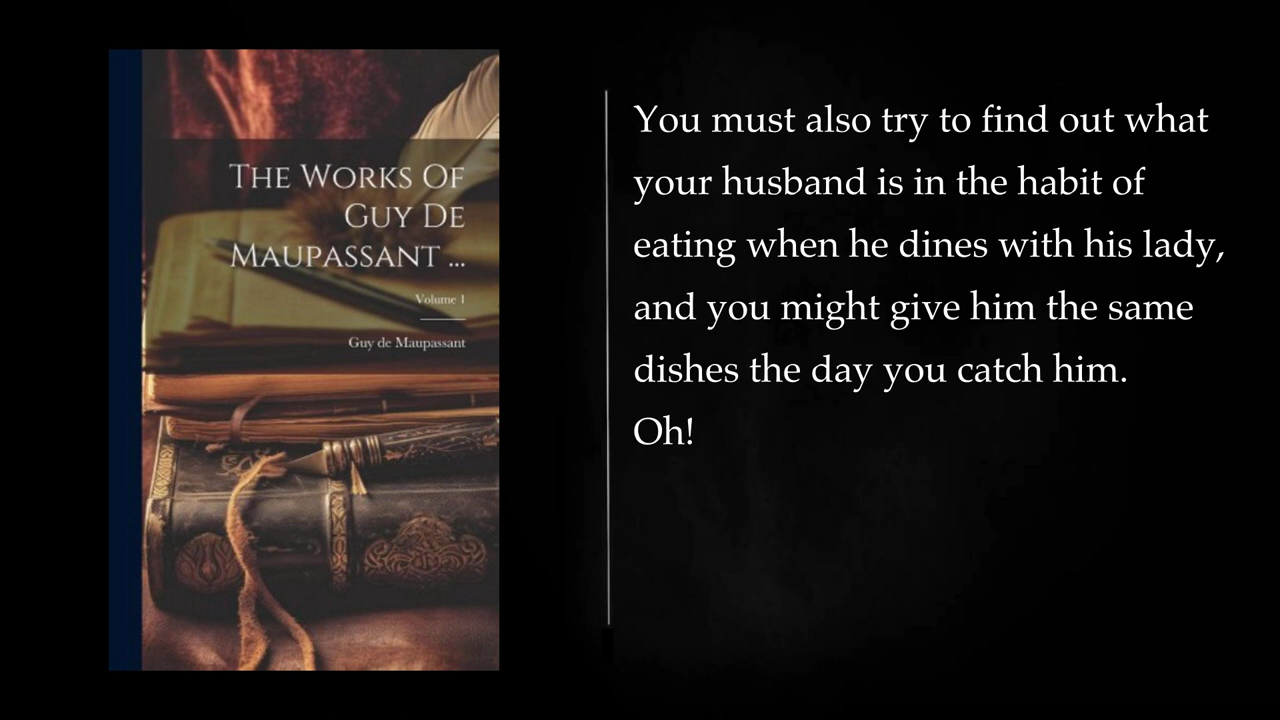 THE WORKS OF
GUY DE
MAUPASSANT ...
Volume 1
Guy de Maupassant
You must also try to find out what
your husband is in the habit of
eating when he dines with his lady,
and you might give him the same
dishes the day you catch him.
Oh!